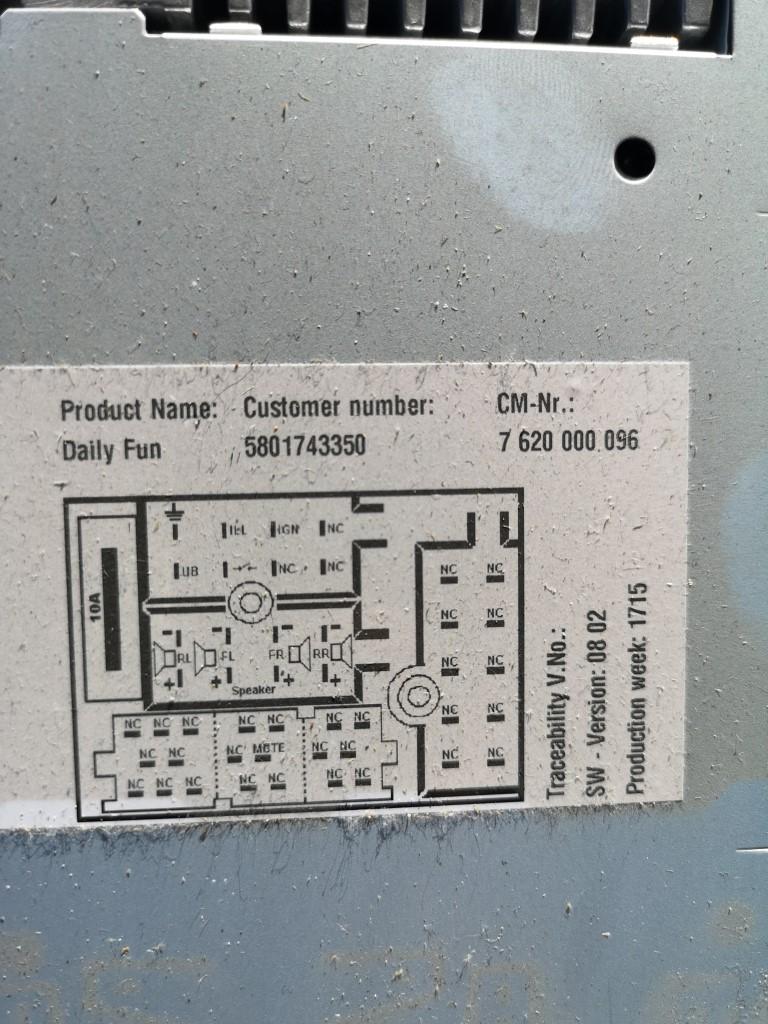 Product Name: Customer number: CM-Nr.:
Daily Fun 5801743350 7 620 000 096
10A
IGN NC
UB NC NC
RL FL FR RR
Speaker
NC NC NC NC NC NC NC
NC NC NC MUTE NC NC
NC NC NC NC NC NC NC
NC NC
NC NC
NC NC
NC NC
NC NC
Traceability V.No.:
SW - Version: 08 02
Production week: 1715